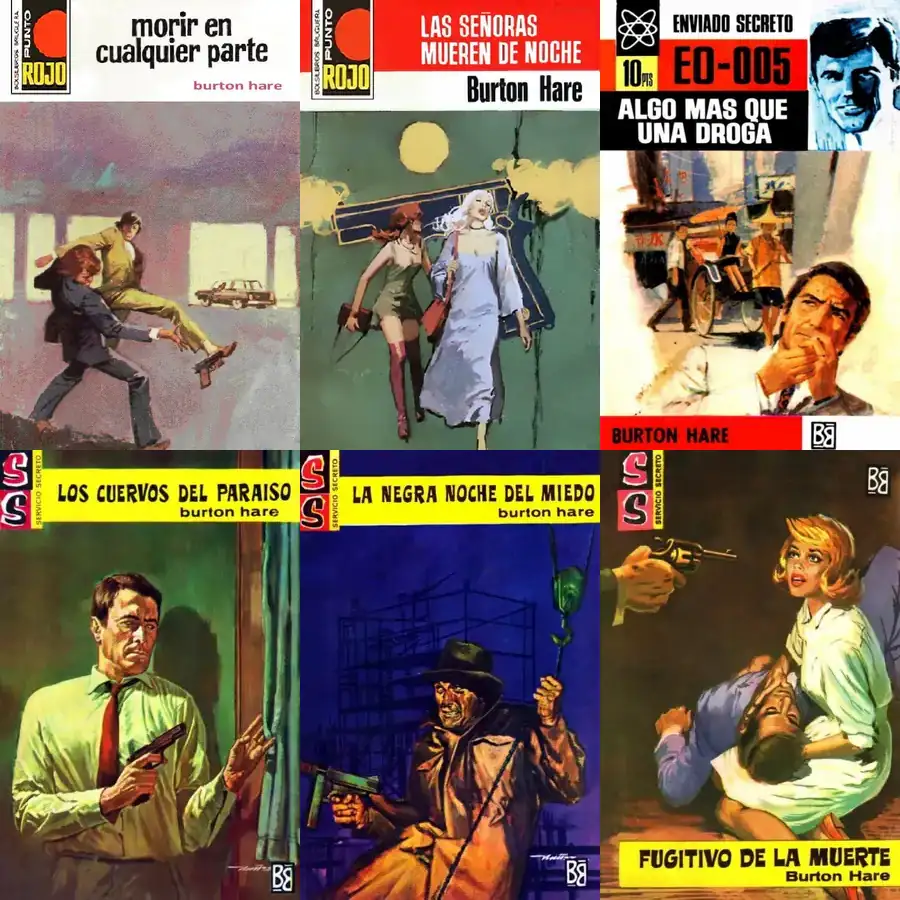 BOLSILIBROS BRUGUERA
PUNTO
ROJO
morir en
cualquier parte
burton hare
BOLSILIBROS BRUGUERA
PUNTO
ROJO
LAS SEÑORAS
MUEREN DE NOCHE
Burton Hare
10 PTS
ENVIADO SECRETO
EO-005
ALGO MAS QUE
UNA DROGA
BURTON HARE
B B
S S
SERVICIO SECRETO
LOS CUERVOS DEL PARAISO
burton hare
B B
S S
SERVICIO SECRETO
LA NEGRA NOCHE DEL MIEDO
burton hare
B B
S S
SERVICIO SECRETO
B B
FUGITIVO DE LA MUERTE
Burton Hare